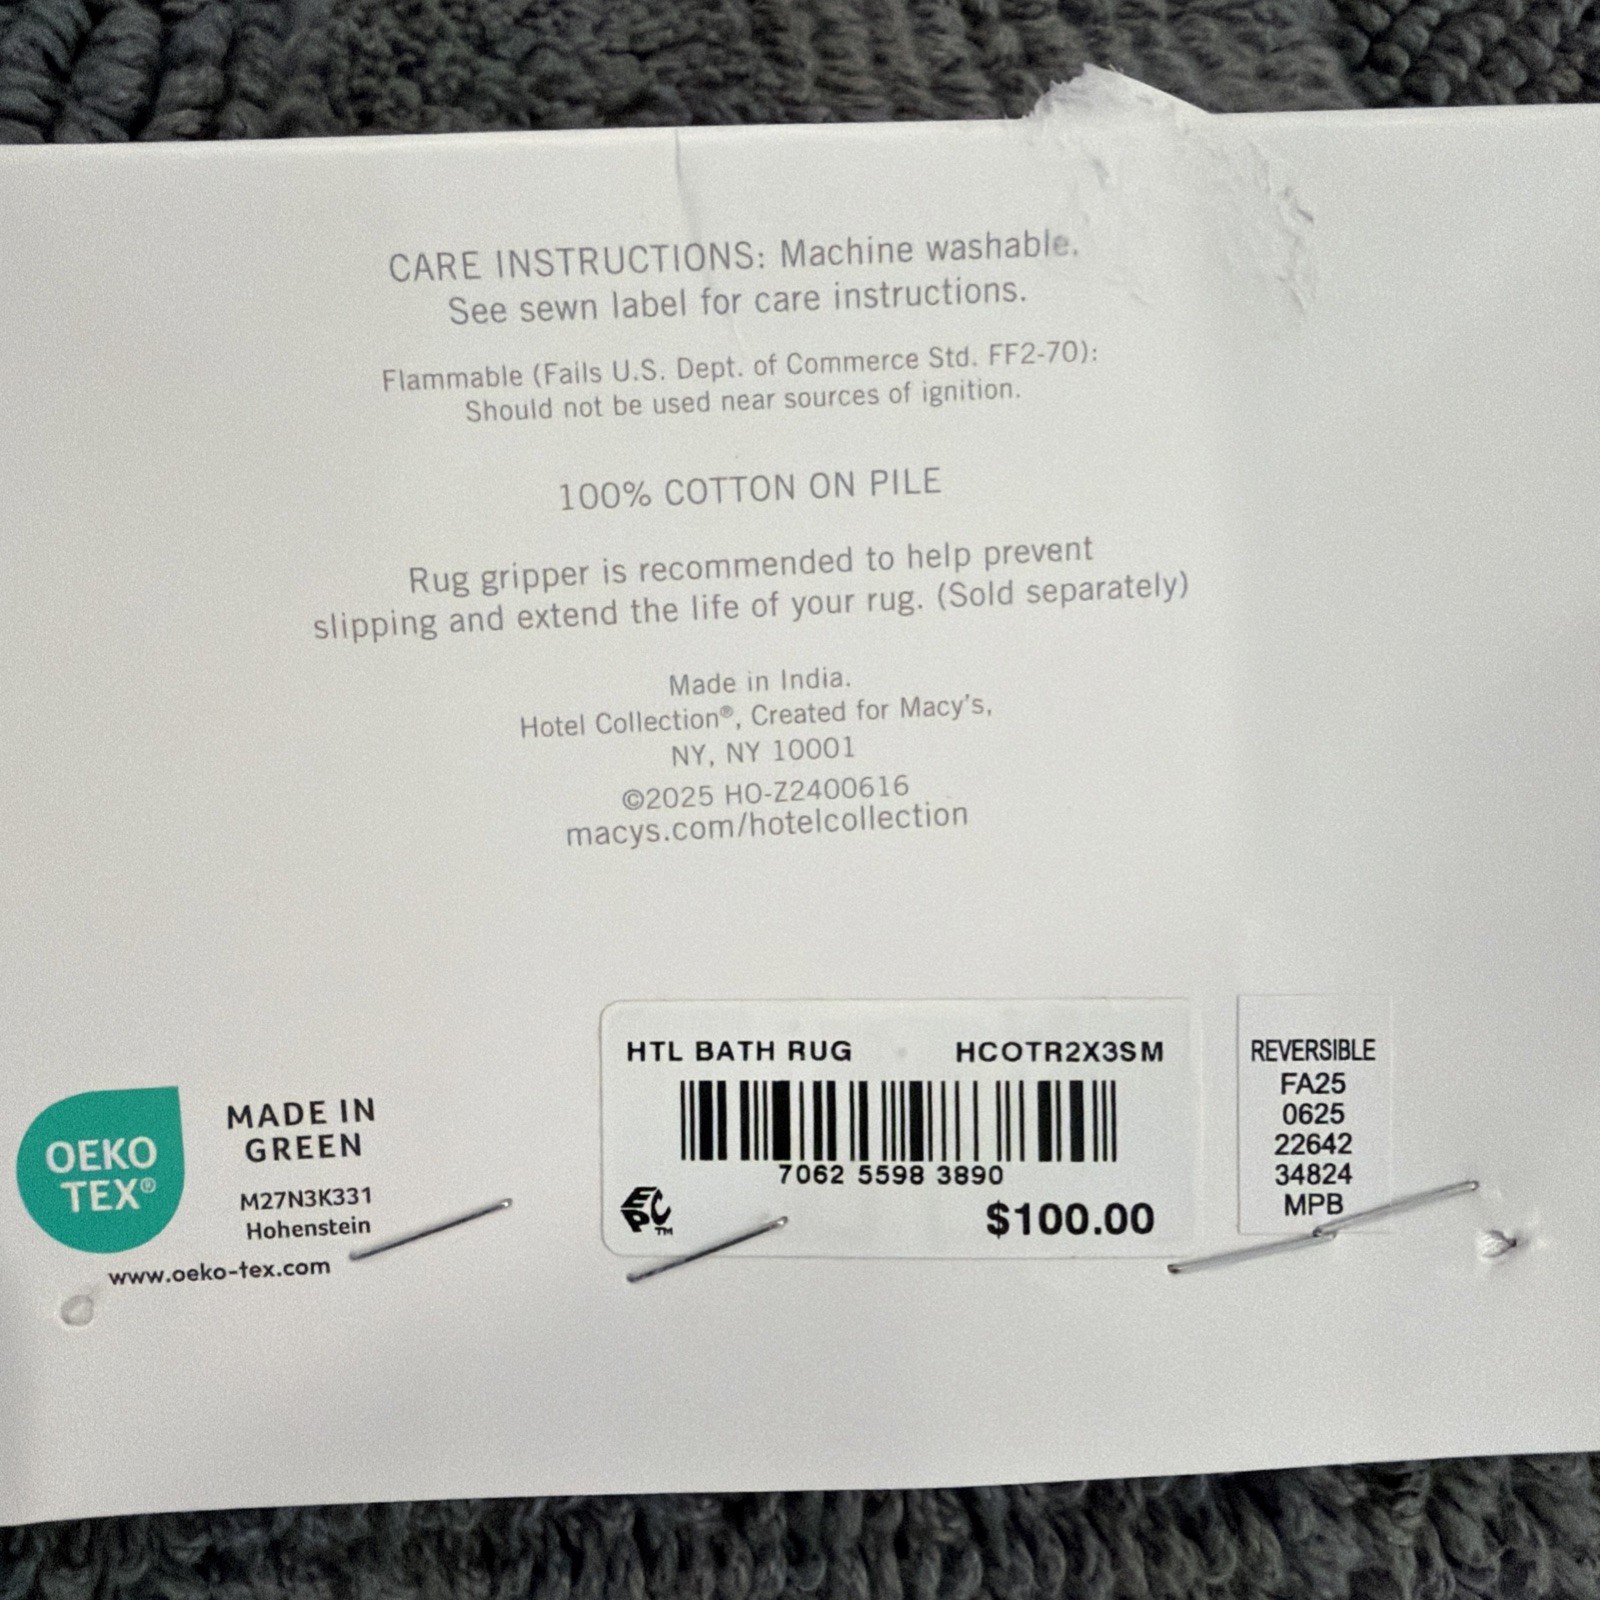 CARE INSTRUCTIONS: Machine washable.
See sewn label for care instructions.
Flammable (Fails U.S. Dept. of Commerce Std. FF2-70):
Should not be used near sources of ignition.
100% COTTON ON PILE
Rug gripper is recommended to help prevent
slipping and extend the life of your rug. (Sold separately)
Made in India.
Hotel Collection®, Created for Macy's,
NY, NY 10001
©2025 HO-Z2400616
macys.com/hotelcollection
OEKO
TEX®
MADE IN
GREEN
M27N3K331
Hohenstein
www.oeko-tex.com
HTL BATH RUG HCOTR2X3SM
7062 5598 3890
EPC™
$100.00
REVERSIBLE
FA25
0625
22642
34824
MPB